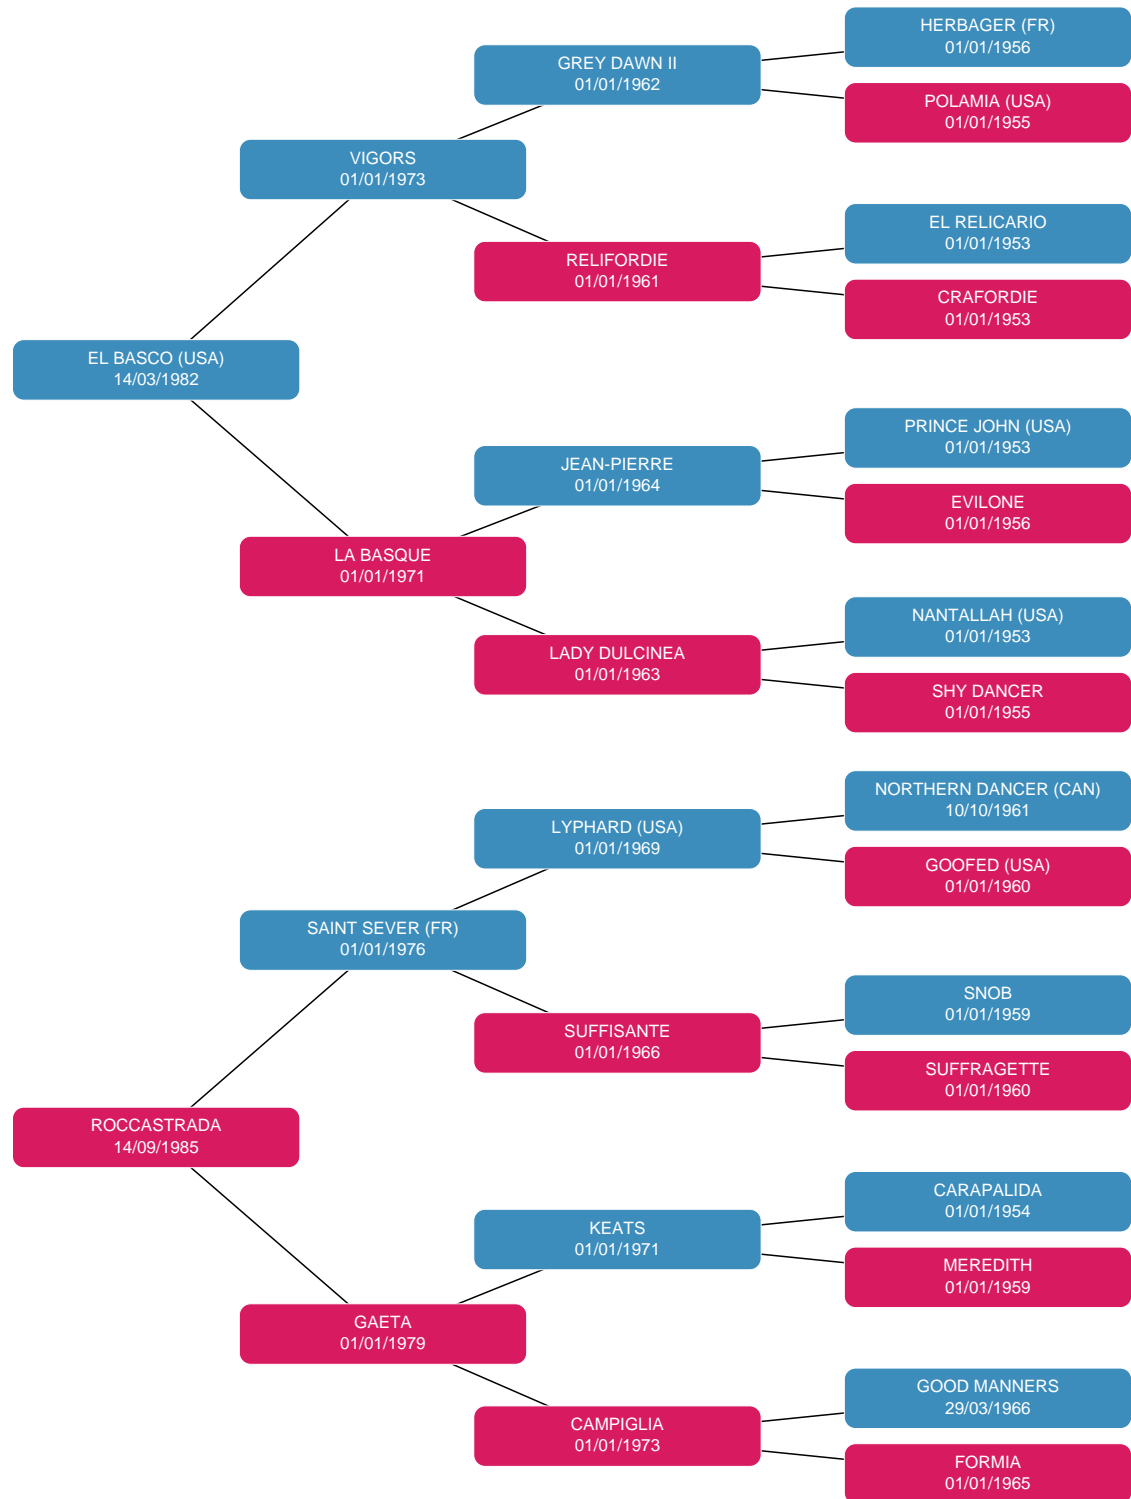 HERBAGER (FR)
01/01/1956
GREY DAWN II
01/01/1962
POLAMIA (USA)
01/01/1955
VIGORS
01/01/1973
EL RELICARIO
01/01/1953
RELIFORDIE
01/01/1961
CRAFORDIE
01/01/1953
EL BASCO (USA)
14/03/1982
PRINCE JOHN (USA)
01/01/1953
JEAN-PIERRE
01/01/1964
EVILONE
01/01/1956
LA BASQUE
01/01/1971
NANTALLAH (USA)
01/01/1953
LADY DULCINEA
01/01/1963
SHY DANCER
01/01/1955
NORTHERN DANCER (CAN)
10/10/1961
LYPHARD (USA)
01/01/1969
GOOFED (USA)
01/01/1960
SAINT SEVER (FR)
01/01/1976
SNOB
01/01/1959
SUFFISANTE
01/01/1966
SUFFRAGETTE
01/01/1960
ROCCASTRADA
14/09/1985
CARAPALIDA
01/01/1954
KEATS
01/01/1971
MEREDITH
01/01/1959
GAETA
01/01/1979
GOOD MANNERS
29/03/1966
CAMPIGLIA
01/01/1973
FORMIA
01/01/1965